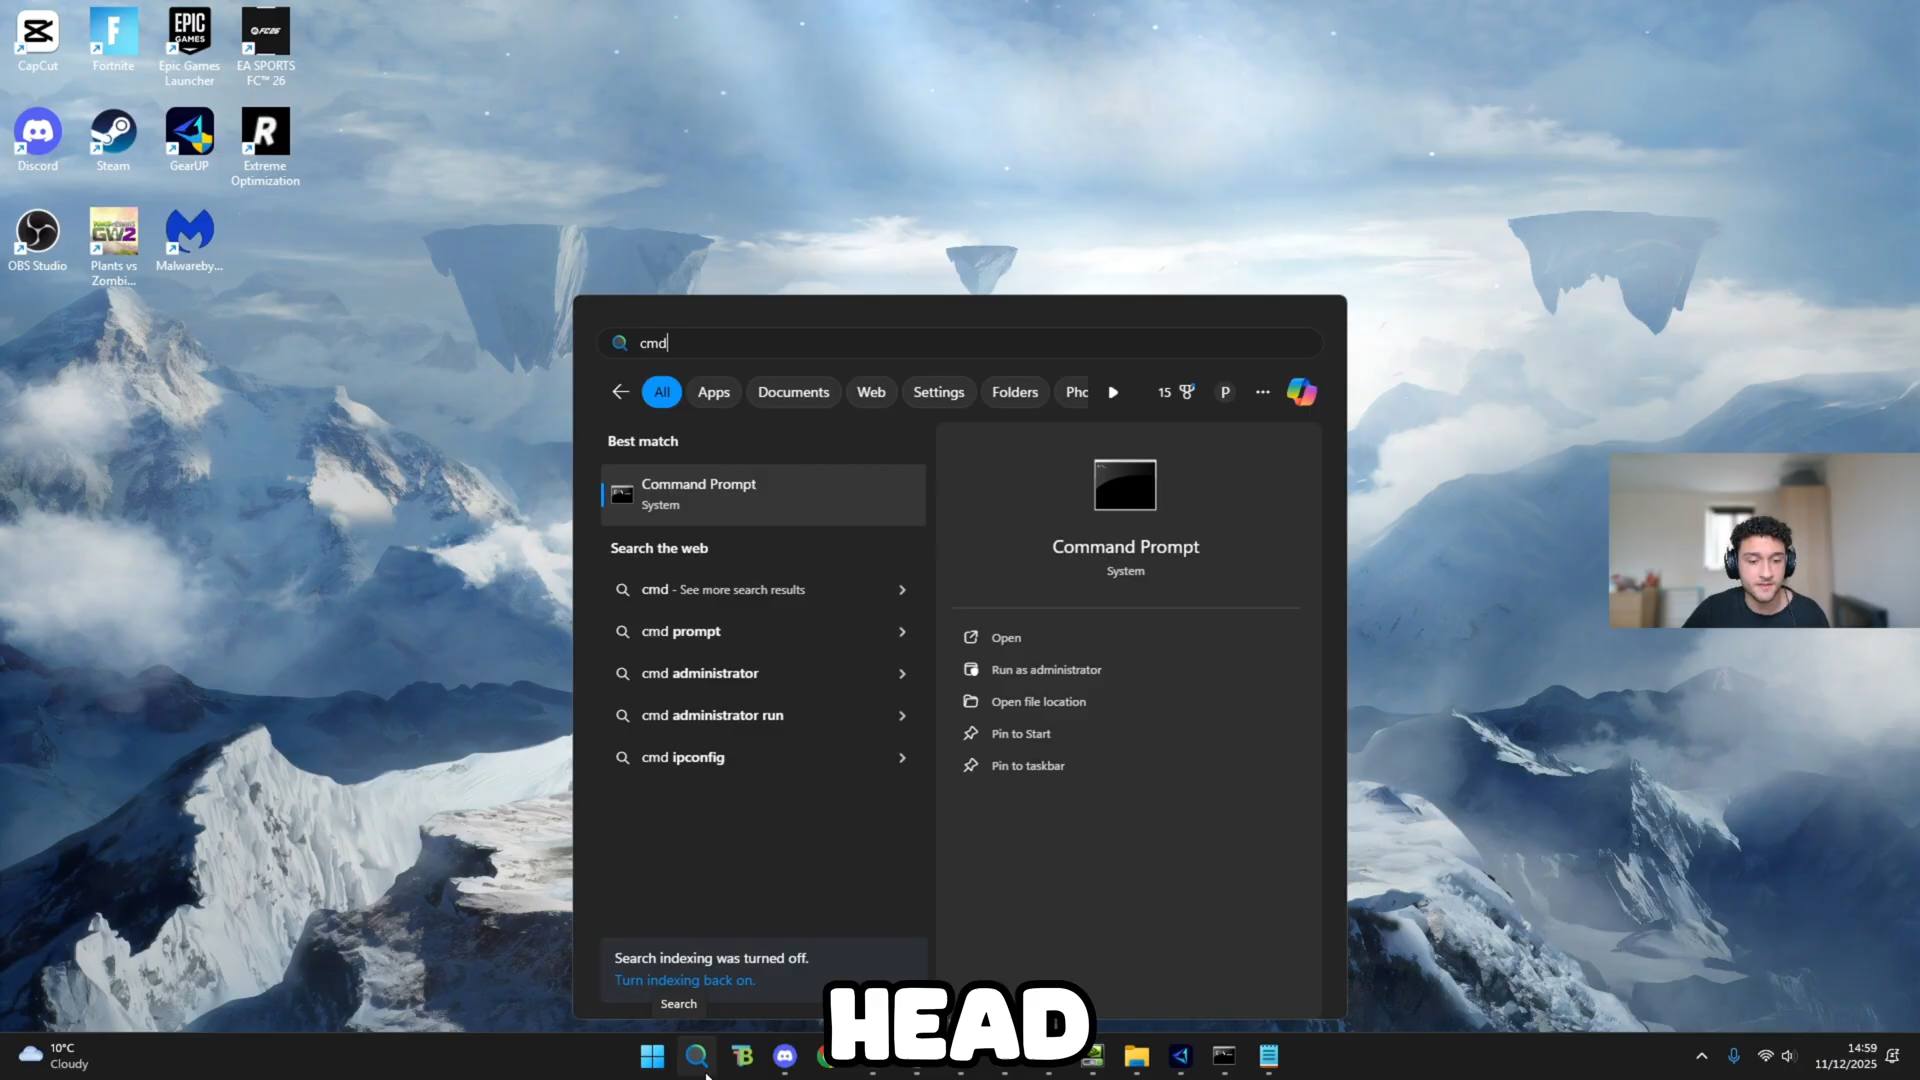 CapCut
Fortnite
EPIC
GAMES
Epic Games
Launcher
FC26
EA SPORTS
FC™ 26
Discord
Steam
GearUP
R
Extreme
Optimization
OBS Studio
GW2
Plants vs
Zombi...
Malwareby...
cmd
All
Apps
Documents
Web
Settings
Folders
Pho
15
P
Best match
Command Prompt
System
Search the web
cmd - See more search results
cmd prompt
cmd administrator
cmd administrator run
cmd ipconfig
Command Prompt
System
Open
Run as administrator
Open file location
Pin to Start
Pin to taskbar
Search indexing was turned off.
Turn indexing back on.
Search
HEAD
10°C
Cloudy
14:59
11/12/2025